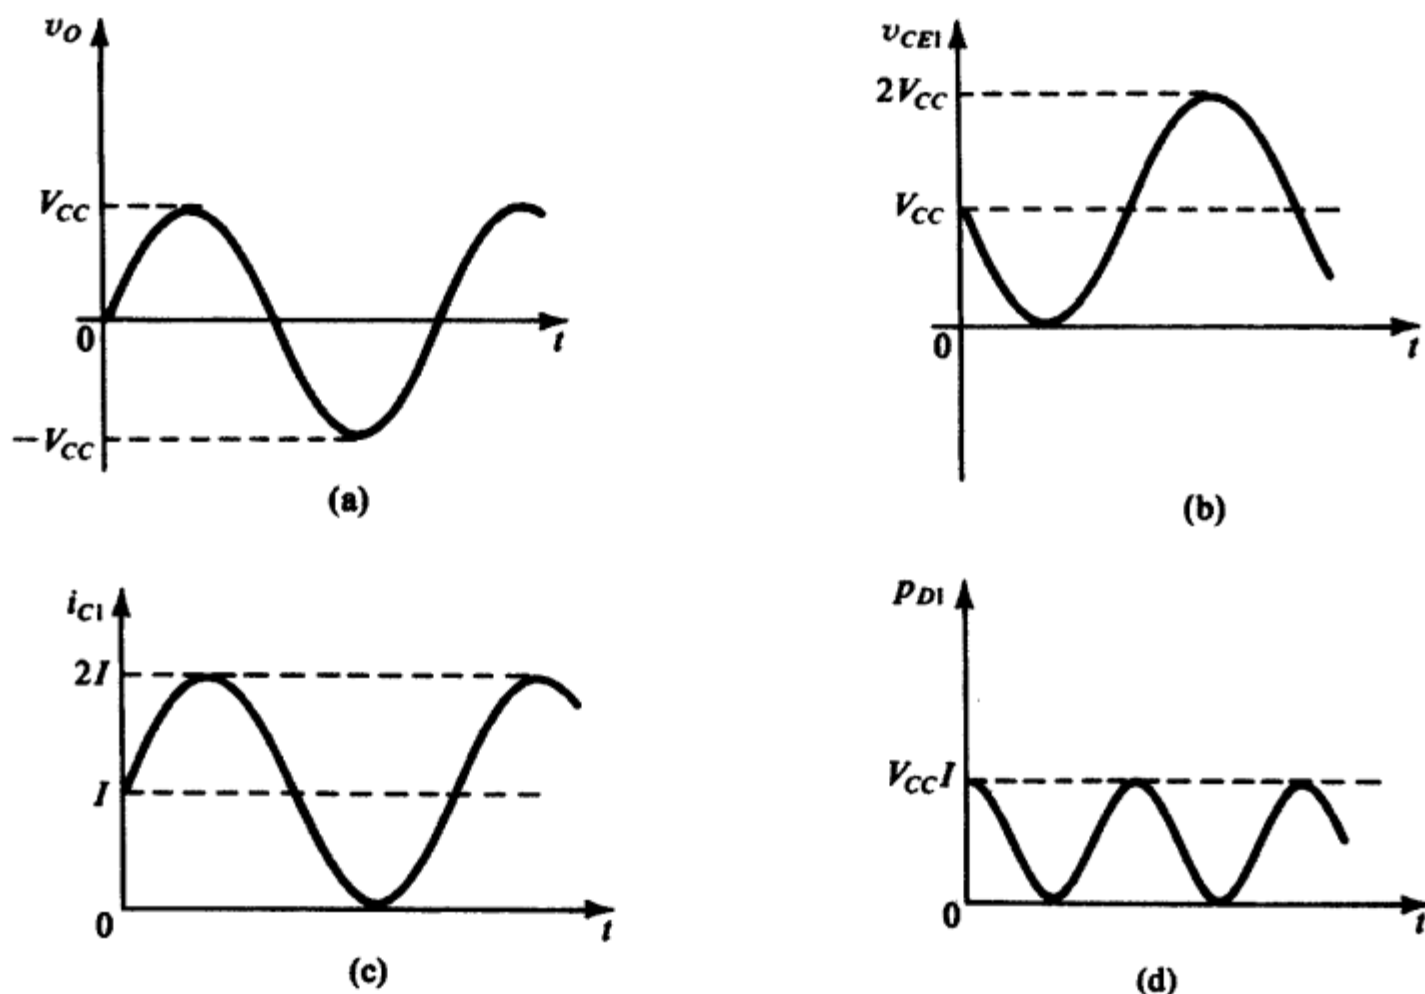 v_O
V_CC
0
t
−V_CC
(a)
v_CE1
2V_CC
V_CC
0
t
(b)
i_C1
2I
I
0
t
(c)
p_D1
V_CC I
0
t
(d)